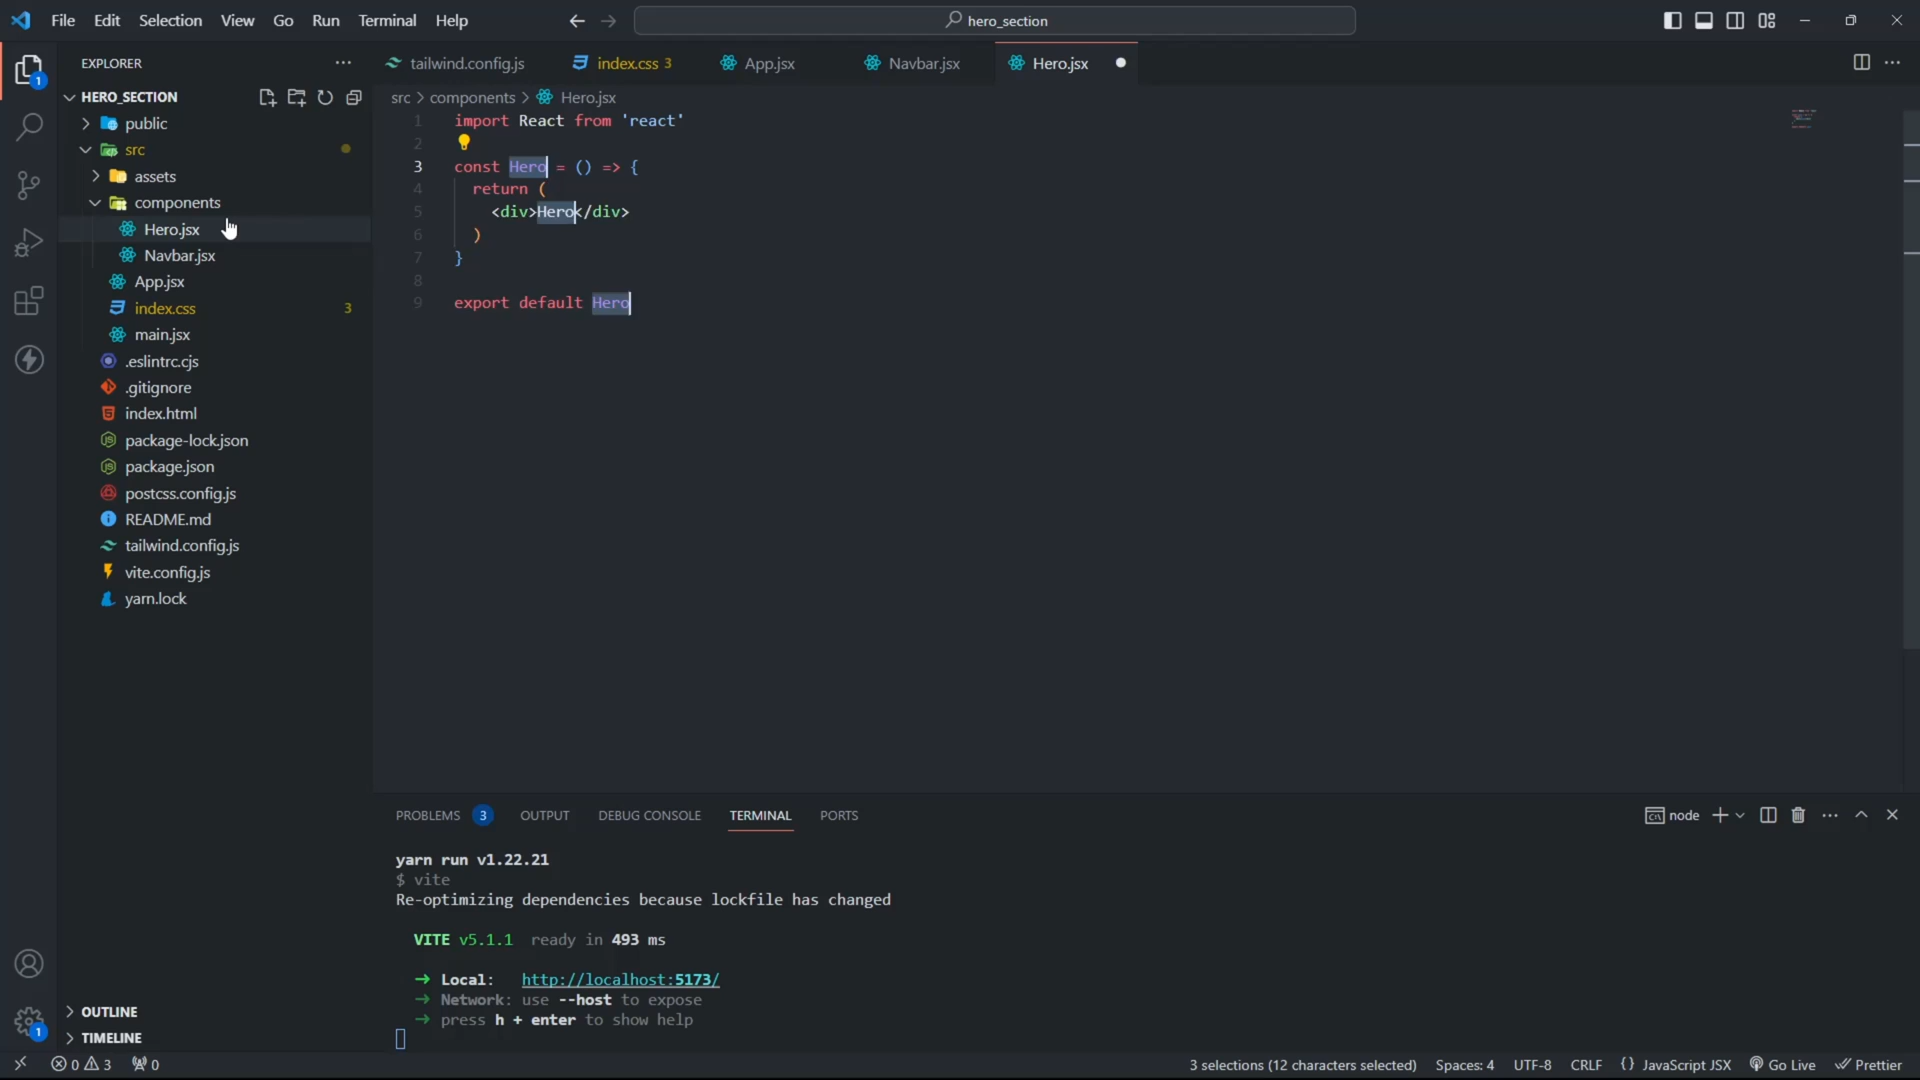 File Edit Selection View Go Run Terminal Help
hero_section
1
EXPLORER
HERO_SECTION
public
src
assets
components
Hero.jsx
Navbar.jsx
App.jsx
index.css 3
main.jsx
.eslintrc.cjs
.gitignore
index.html
package-lock.json
package.json
postcss.config.js
README.md
tailwind.config.js
vite.config.js
yarn.lock
OUTLINE
TIMELINE
1
tailwind.config.js index.css 3 App.jsx Navbar.jsx Hero.jsx
src > components > Hero.jsx
1 import React from 'react'
2
3 const Hero = () => {
4 return (
5 <div>Hero</div>
6 )
7 }
8
9 export default Hero
PROBLEMS 3 OUTPUT DEBUG CONSOLE TERMINAL PORTS
node
yarn run v1.22.21
$ vite
Re-optimizing dependencies because lockfile has changed
VITE v5.1.1 ready in 493 ms
➜ Local: http://localhost:5173/
➜ Network: use --host to expose
➜ press h + enter to show help
0 3 0
3 selections (12 characters selected) Spaces: 4 UTF-8 CRLF {} JavaScript JSX Go Live Prettier